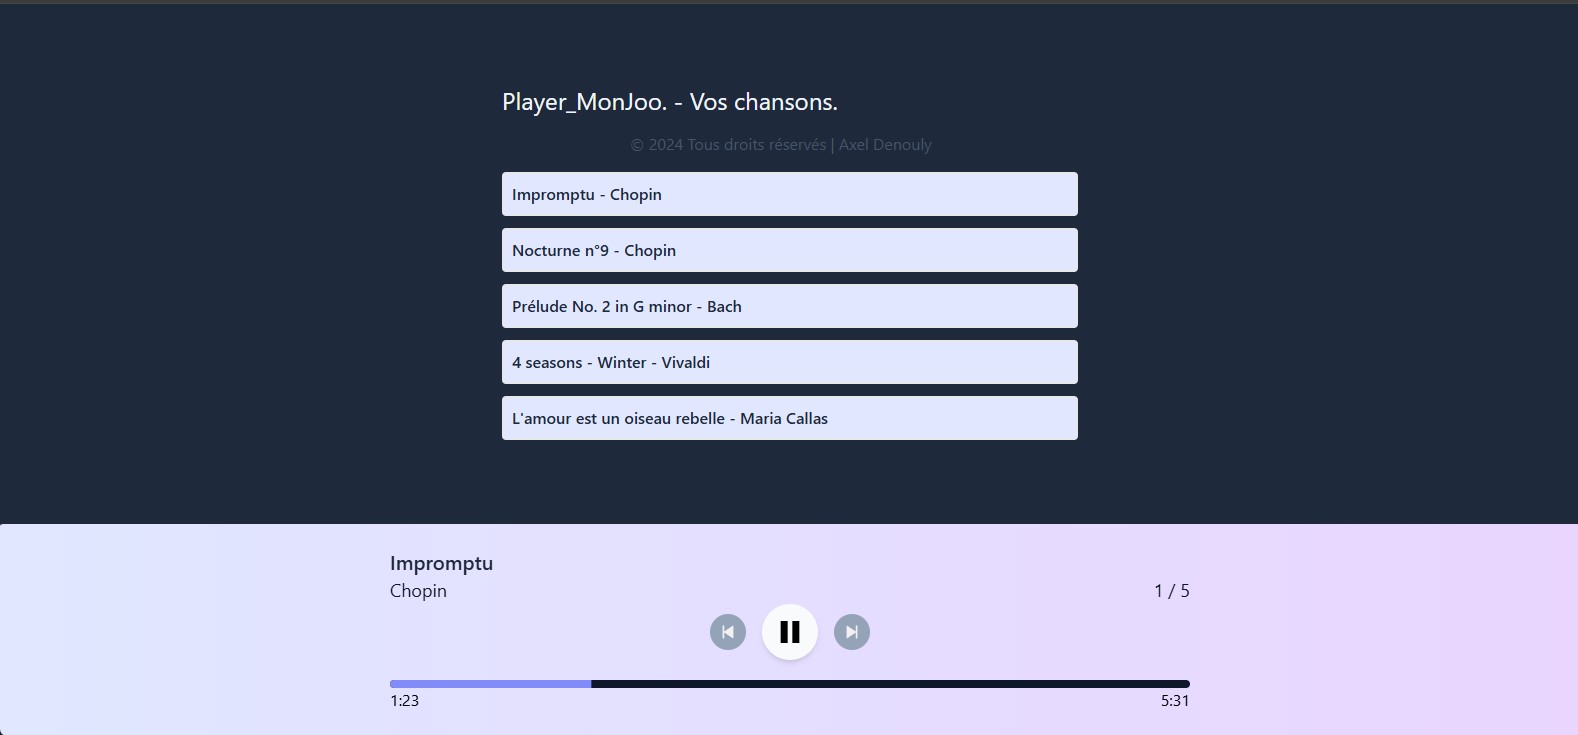 Player_MonJoo. - Vos chansons.
© 2024 Tous droits réservés | Axel Denouly
Impromptu - Chopin
Nocturne n°9 - Chopin
Prélude No. 2 in G minor - Bach
4 seasons - Winter - Vivaldi
L'amour est un oiseau rebelle - Maria Callas
Impromptu
Chopin
1 / 5
1:23
5:31